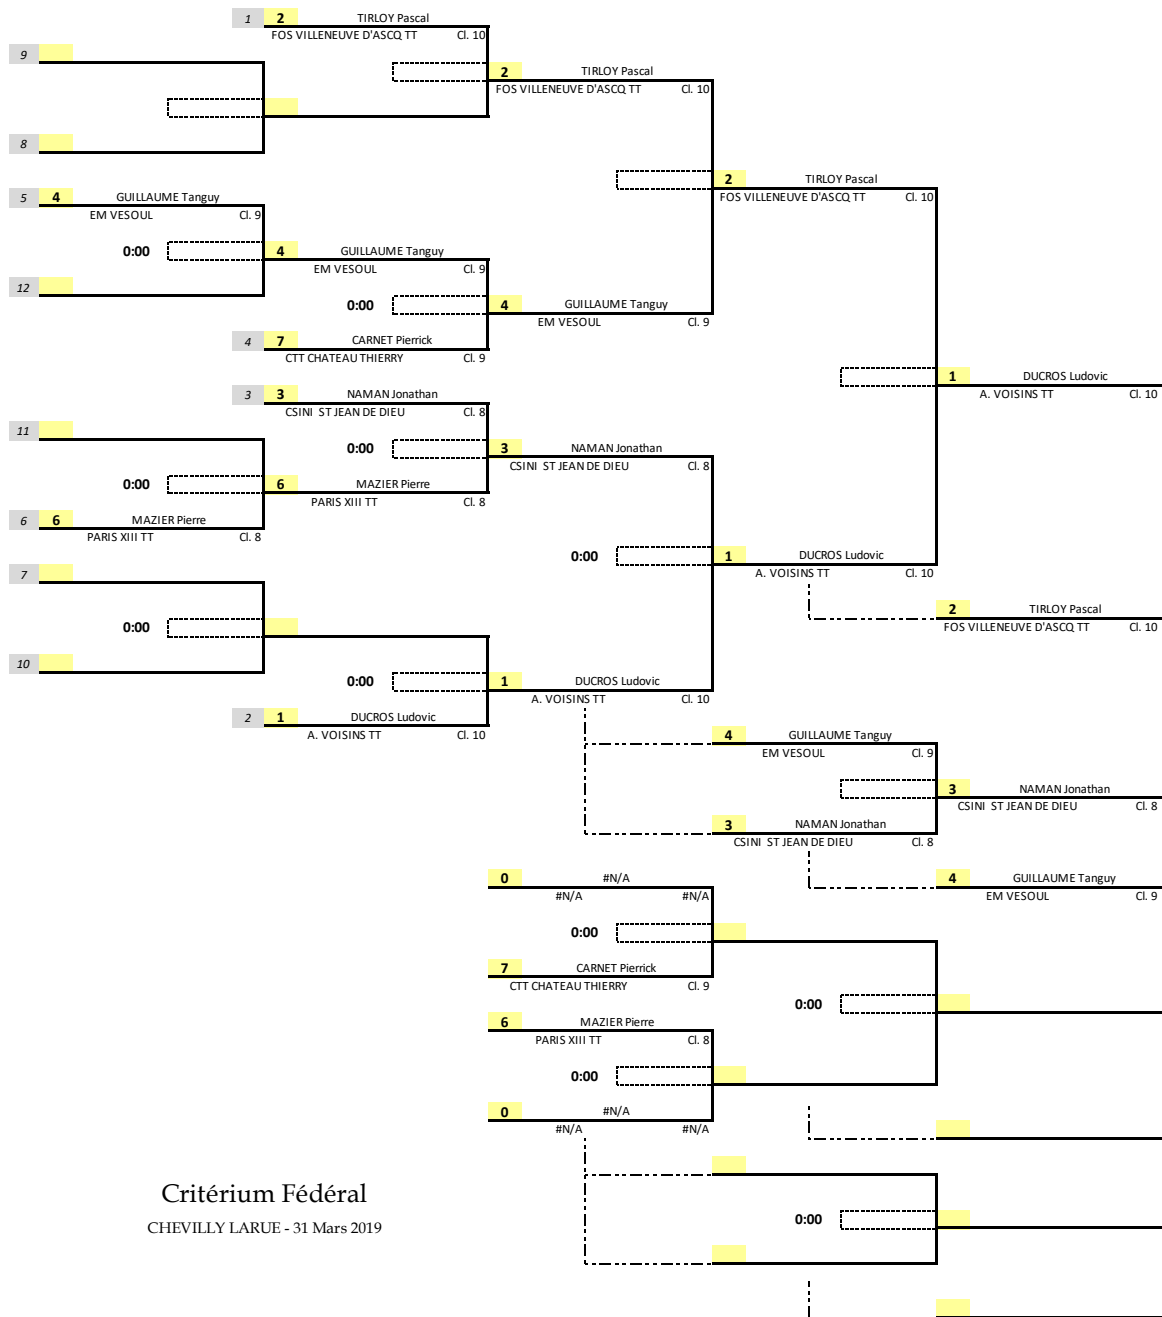 1 2 TIRLOY Pascal
FOS VILLENEUVE D'ASCQ TT Cl. 10
9
2 TIRLOY Pascal
FOS VILLENEUVE D'ASCQ TT Cl. 10
8
2 TIRLOY Pascal
FOS VILLENEUVE D'ASCQ TT Cl. 10
5 4 GUILLAUME Tanguy
EM VESOUL Cl. 9
0:00 4 GUILLAUME Tanguy
EM VESOUL Cl. 9
12
0:00 4 GUILLAUME Tanguy
EM VESOUL Cl. 9
4 7 CARNET Pierrick
CTT CHATEAU THIERRY Cl. 9
1 DUCROS Ludovic
A. VOISINS TT Cl. 10
3 3 NAMAN Jonathan
CSINI ST JEAN DE DIEU Cl. 8
11
0:00 3 NAMAN Jonathan
CSINI ST JEAN DE DIEU Cl. 8
0:00 6 MAZIER Pierre
PARIS XIII TT Cl. 8
6 6 MAZIER Pierre
PARIS XIII TT Cl. 8
0:00 1 DUCROS Ludovic
A. VOISINS TT Cl. 10
7
2 TIRLOY Pascal
FOS VILLENEUVE D'ASCQ TT Cl. 10
0:00
10
0:00 1 DUCROS Ludovic
A. VOISINS TT Cl. 10
2 1 DUCROS Ludovic
A. VOISINS TT Cl. 10
4 GUILLAUME Tanguy
EM VESOUL Cl. 9
3 NAMAN Jonathan
CSINI ST JEAN DE DIEU Cl. 8
3 NAMAN Jonathan
CSINI ST JEAN DE DIEU Cl. 8
0 #N/A
#N/A #N/A
4 GUILLAUME Tanguy
EM VESOUL Cl. 9
0:00
7 CARNET Pierrick
CTT CHATEAU THIERRY Cl. 9
0:00
6 MAZIER Pierre
PARIS XIII TT Cl. 8
0:00
0 #N/A
#N/A #N/A
Critérium Fédéral
CHEVILLY LARUE - 31 Mars 2019
0:00